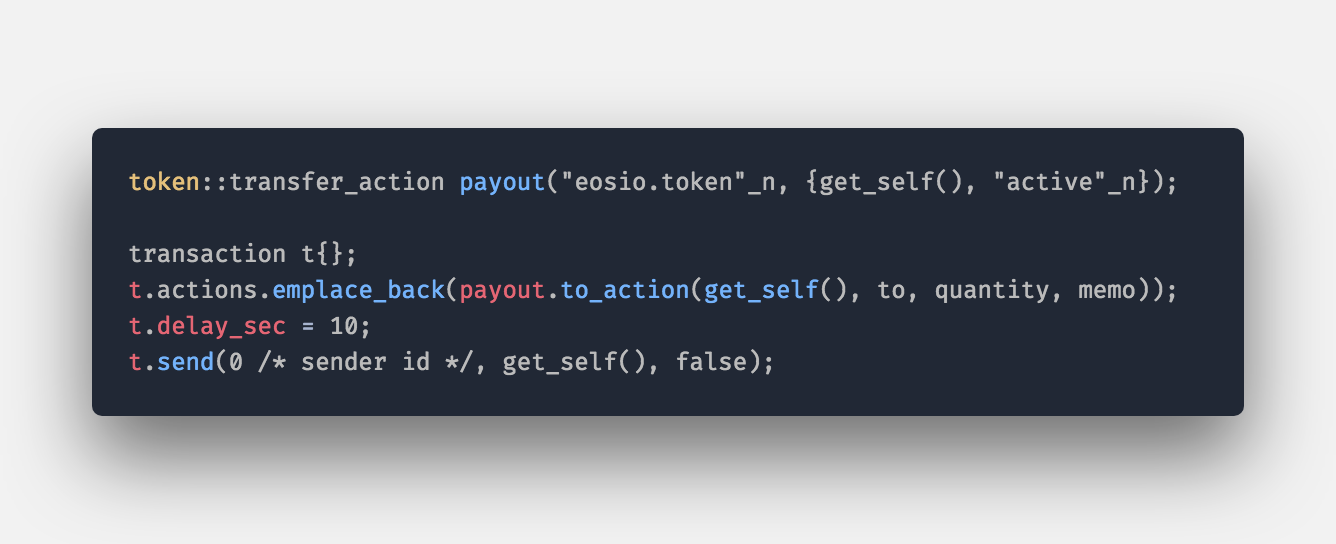 token::transfer_action payout("eosio.token"_n, {get_self(), "active"_n});
transaction t{};
t.actions.emplace_back(payout.to_action(get_self(), to, quantity, memo));
t.delay_sec = 10;
t.send(0 /* sender id */, get_self(), false);